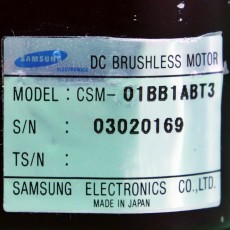 SAMSUNG
ELECTRONICS
DC BRUSHLESS MOTOR
MODEL : CSM- 01BB1ABT3
S/N : 03020169
TS/N :
SAMSUNG ELECTRONICS CO.,LTD.
MADE IN JAPAN